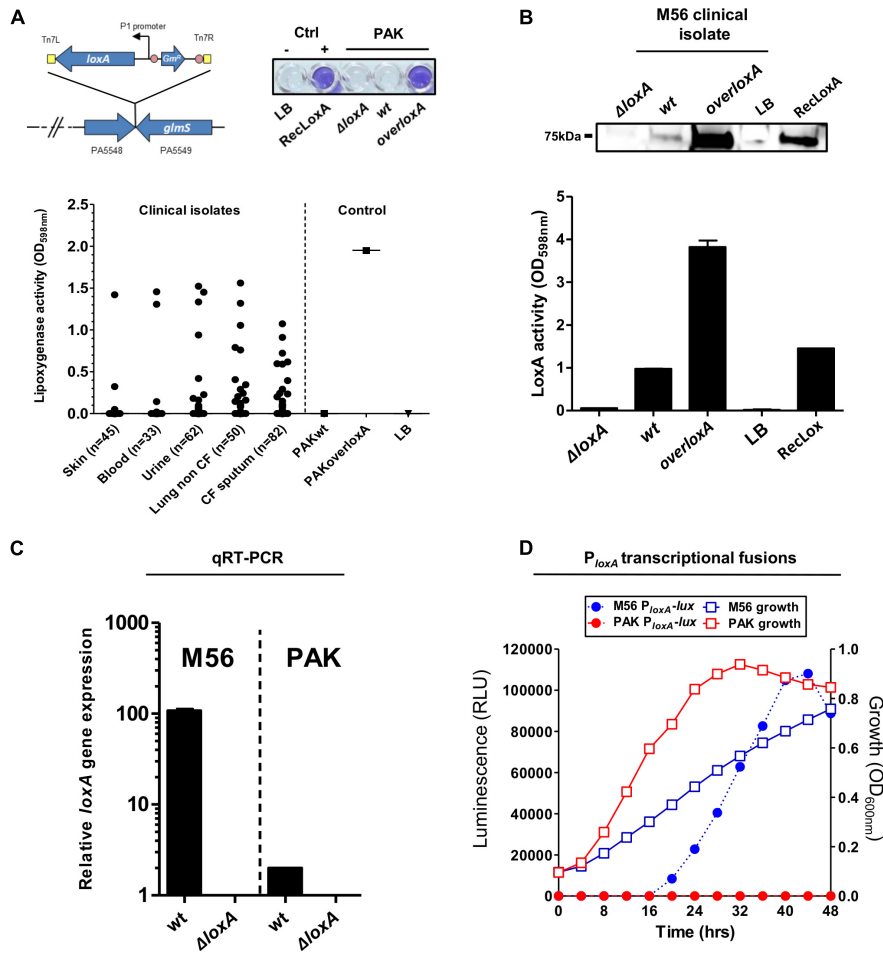 A
P1 promoter
Tn7L
Tn7R
loxA
Gm
glmS
PA5548
PA5549
Ctrl
PAK
-
+
LB
RecLoxA
ΔloxA
wt
overloxA
Lipoxygenase activity (OD598nm)
Clinical isolates
Control
2.5
2.0
1.5
1.0
0.5
0.0
Skin (n=45)
Blood (n=33)
Urine (n=62)
Lung non CF (n=50)
CF sputum (n=82)
PAKwt
PAKoverloxA
LB
B
M56 clinical
isolate
ΔloxA
wt
overloxA
LB
RecLoxA
75kDa
LoxA activity (OD598nm)
5
4
3
2
1
0
ΔloxA
wt
overloxA
LB
RecLox
C
qRT-PCR
Relative loxA gene expression
1000
100
10
1
M56
PAK
wt
ΔloxA
wt
ΔloxA
D
PloxA transcriptional fusions
M56 PloxA-lux
M56 growth
PAK PloxA-lux
PAK growth
Luminescence (RLU)
120000
100000
80000
60000
40000
20000
0
1.0
0.8
0.6
0.4
0.2
0.0
Growth (OD600nm)
0 8 16 24 32 40 48
Time (hrs)